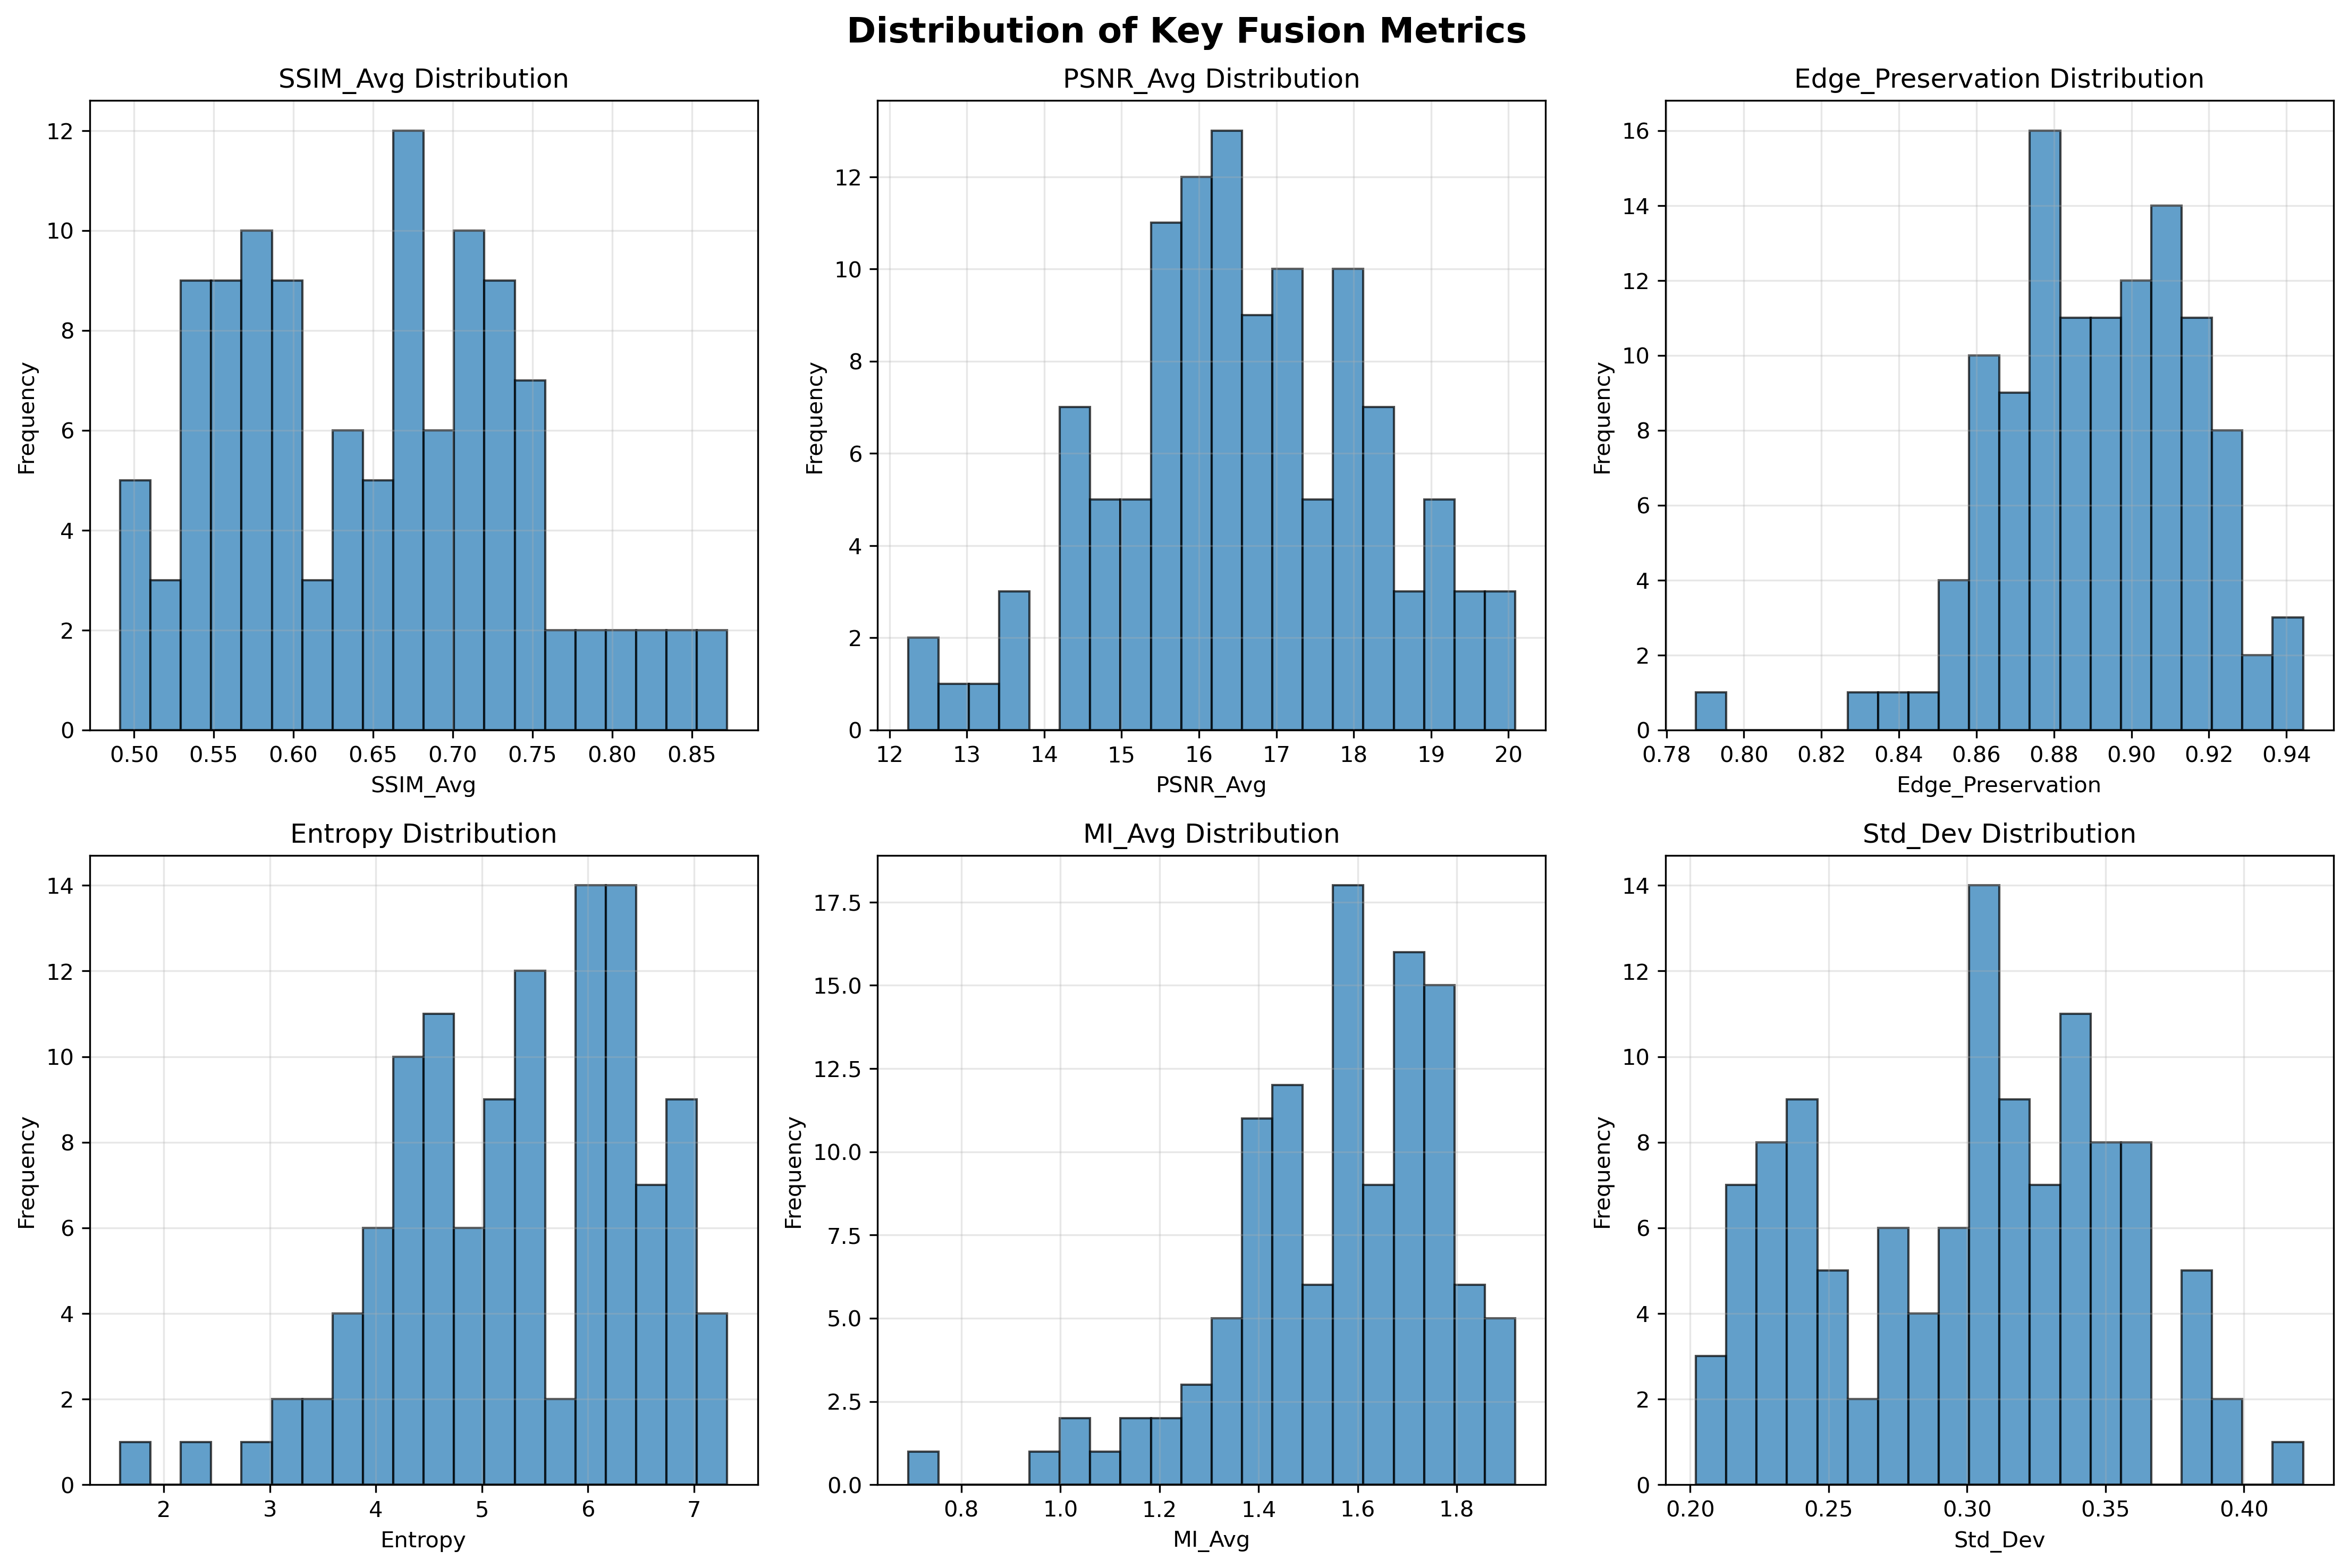 Distribution of Key Fusion Metrics
SSIM_Avg Distribution
12
10
8
6
4
2
0
Frequency
0.50 0.55 0.60 0.65 0.70 0.75 0.80 0.85
SSIM_Avg
PSNR_Avg Distribution
12
10
8
6
4
2
0
Frequency
12 13 14 15 16 17 18 19 20
PSNR_Avg
Edge_Preservation Distribution
16
14
12
10
8
6
4
2
0
Frequency
0.78 0.80 0.82 0.84 0.86 0.88 0.90 0.92 0.94
Edge_Preservation
Entropy Distribution
14
12
10
8
6
4
2
0
Frequency
2 3 4 5 6 7
Entropy
MI_Avg Distribution
17.5
15.0
12.5
10.0
7.5
5.0
2.5
0.0
Frequency
0.8 1.0 1.2 1.4 1.6 1.8
MI_Avg
Std_Dev Distribution
14
12
10
8
6
4
2
0
Frequency
0.20 0.25 0.30 0.35 0.40
Std_Dev